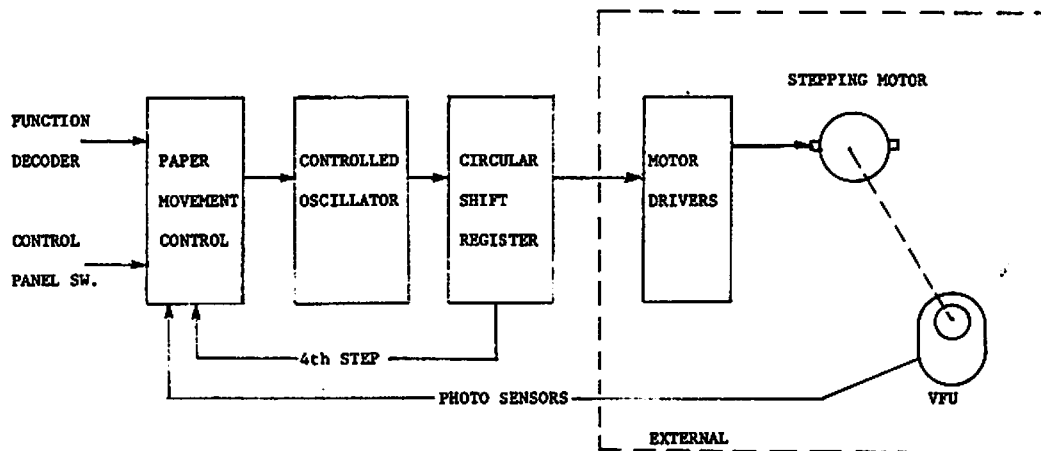 STEPPING MOTOR
FUNCTION
DECODER
PAPER
MOVEMENT
CONTROL
CONTROLLED
OSCILLATOR
CIRCULAR
SHIFT
REGISTER
MOTOR
DRIVERS
CONTROL
PANEL SW.
4th STEP
PHOTO SENSORS
VFU
EXTERNAL